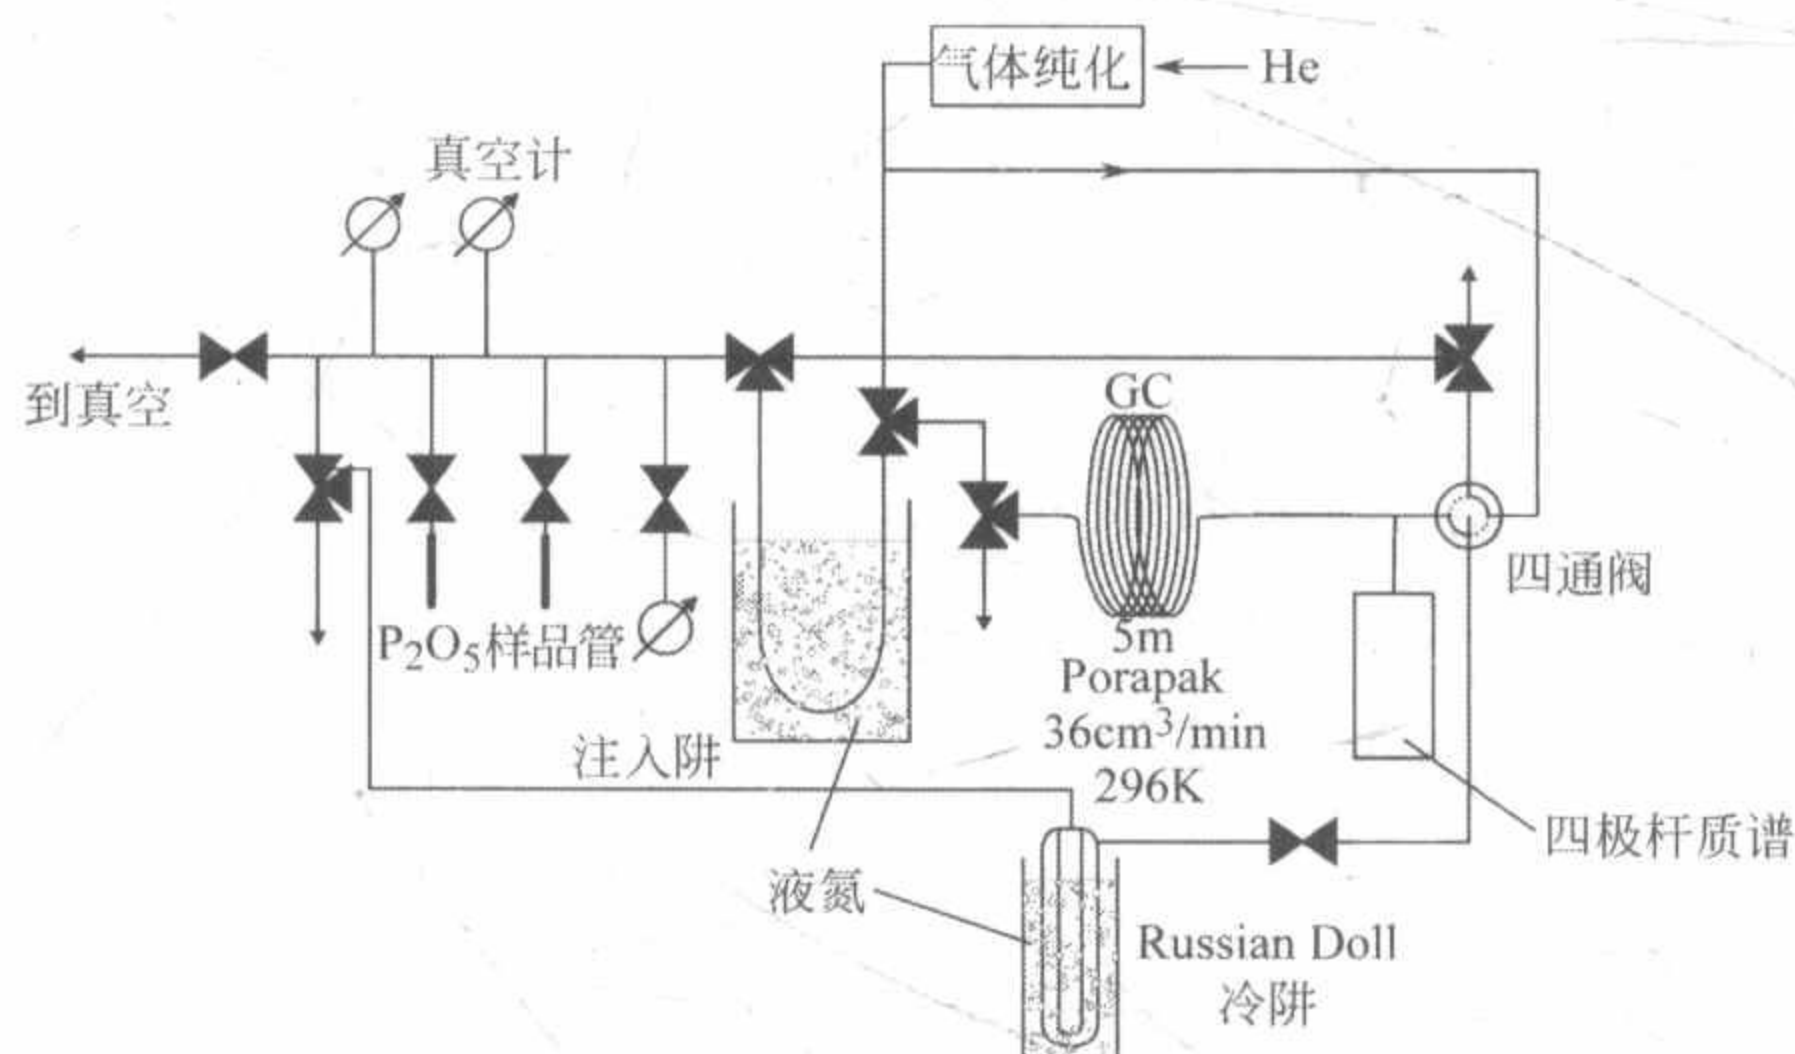 气体纯化
He
真空计
到真空
GC
P₂O₅样品管
5m
Porapak
36cm³/min
296K
四通阀
注入阱
四极杆质谱
液氮
Russian Doll
冷阱